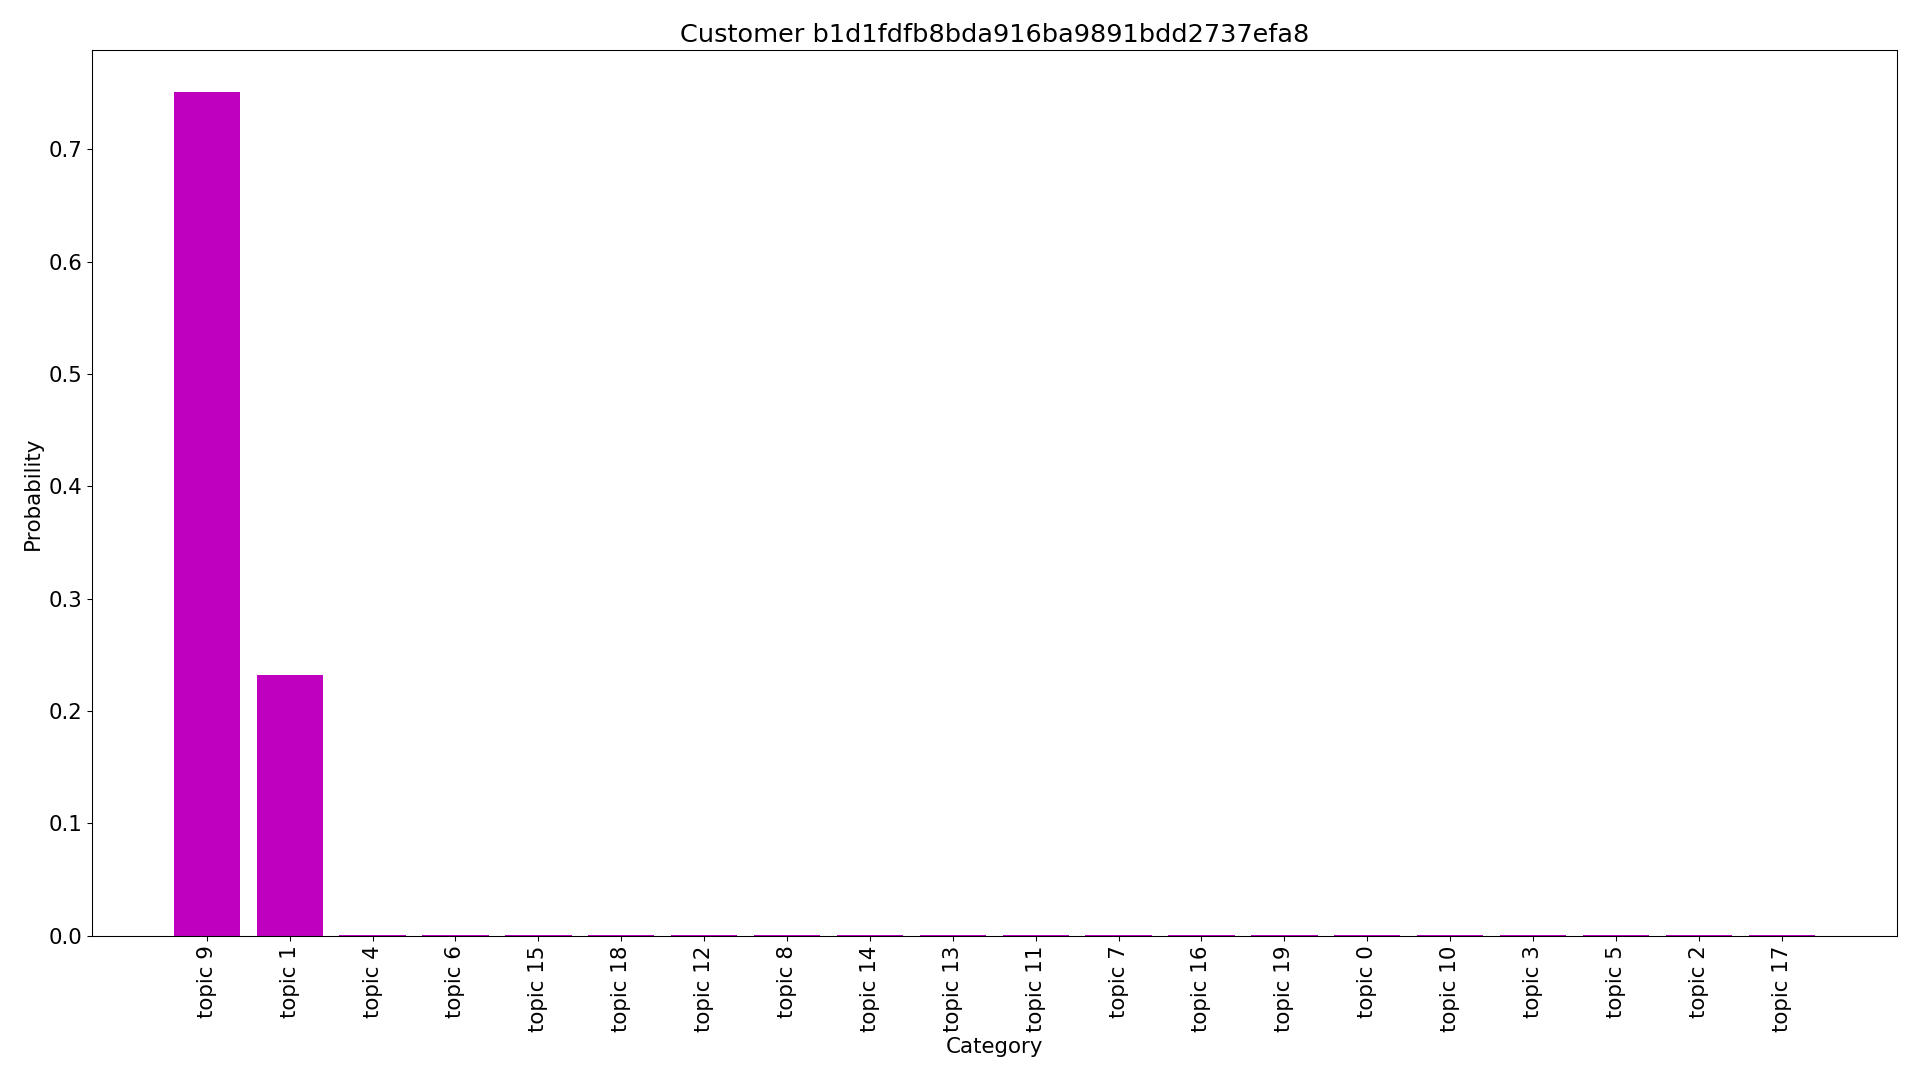 Customer b1d1fdfb8bda916ba9891bdd2737efa8
Probability
0.7
0.6
0.5
0.4
0.3
0.2
0.1
0.0
topic 9
topic 1
topic 4
topic 6
topic 15
topic 18
topic 12
topic 8
topic 14
topic 13
topic 11
topic 7
topic 16
topic 19
topic 0
topic 10
topic 3
topic 5
topic 2
topic 17
Category